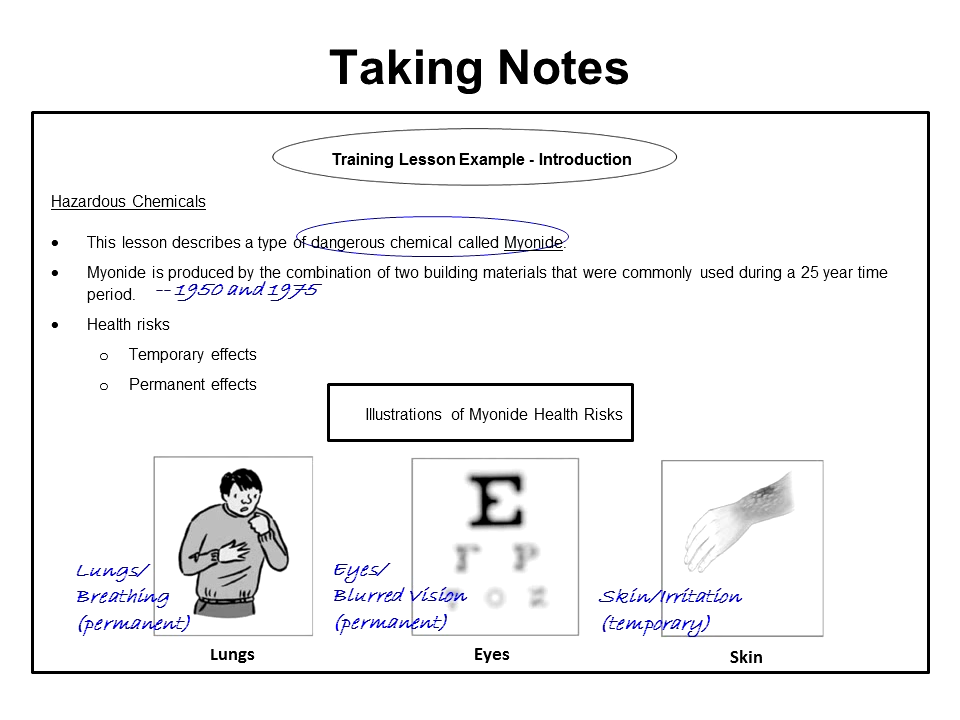 Taking Notes
Training Lesson Example - Introduction
Hazardous Chemicals
• This lesson describes a type of dangerous chemical called Myonide.
• Myonide is produced by the combination of two building materials that were commonly used during a 25 year time
period. -- 1950 and 1975
• Health risks
o Temporary effects
o Permanent effects
Illustrations of Myonide Health Risks
E
F P
T O Z
Lungs/
Breathing
(permanent)
Eyes/
Blurred Vision
(permanent)
Skin/Irritation
(temporary)
Lungs
Eyes
Skin